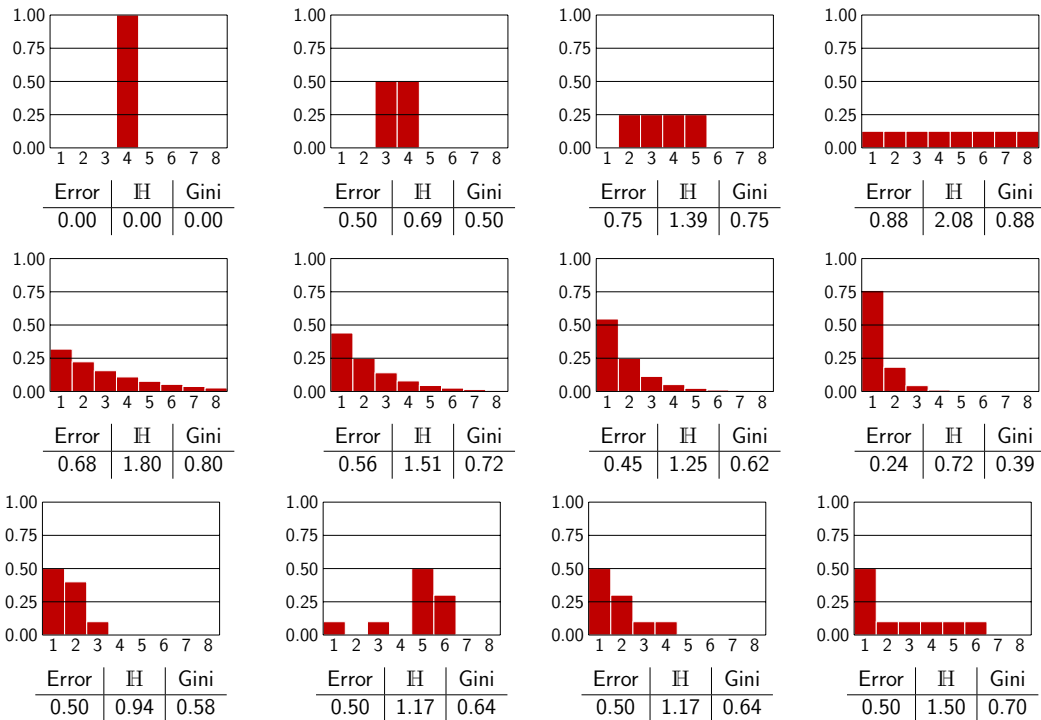 1.00 1.00 1.00 1.00
0.75 0.75 0.75 0.75
0.50 0.50 0.50 0.50
0.25 0.25 0.25 0.25
0.00 0.00 0.00 0.00
1 2 3 4 5 6 7 8 1 2 3 4 5 6 7 8 1 2 3 4 5 6 7 8 1 2 3 4 5 6 7 8
Error ℍ Gini Error ℍ Gini Error ℍ Gini Error ℍ Gini
0.00 0.00 0.00 0.50 0.69 0.50 0.75 1.39 0.75 0.88 2.08 0.88
1.00 1.00 1.00 1.00
0.75 0.75 0.75 0.75
0.50 0.50 0.50 0.50
0.25 0.25 0.25 0.25
0.00 0.00 0.00 0.00
1 2 3 4 5 6 7 8 1 2 3 4 5 6 7 8 1 2 3 4 5 6 7 8 1 2 3 4 5 6 7 8
Error ℍ Gini Error ℍ Gini Error ℍ Gini Error ℍ Gini
0.68 1.80 0.80 0.56 1.51 0.72 0.45 1.25 0.62 0.24 0.72 0.39
1.00 1.00 1.00 1.00
0.75 0.75 0.75 0.75
0.50 0.50 0.50 0.50
0.25 0.25 0.25 0.25
0.00 0.00 0.00 0.00
1 2 3 4 5 6 7 8 1 2 3 4 5 6 7 8 1 2 3 4 5 6 7 8 1 2 3 4 5 6 7 8
Error ℍ Gini Error ℍ Gini Error ℍ Gini Error ℍ Gini
0.50 0.94 0.58 0.50 1.17 0.64 0.50 1.17 0.64 0.50 1.50 0.70